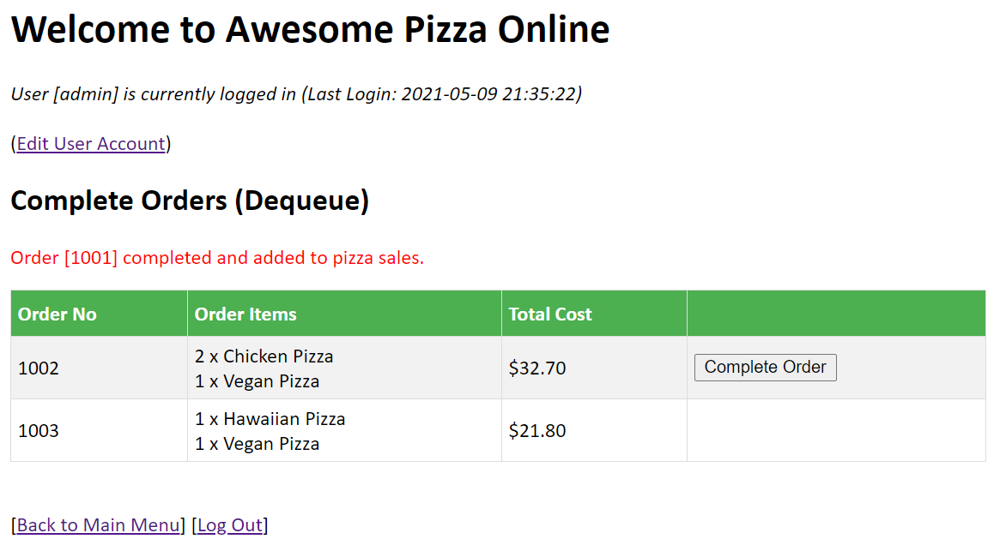 Welcome to Awesome Pizza Online
User [admin] is currently logged in (Last Login: 2021-05-09 21:35:22)
(Edit User Account)
Complete Orders (Dequeue)
Order [1001] completed and added to pizza sales.
Order No Order Items Total Cost
1002 2 x Chicken Pizza $32.70 Complete Order
1 x Vegan Pizza
1003 1 x Hawaiian Pizza $21.80
1 x Vegan Pizza
[Back to Main Menu] [Log Out]